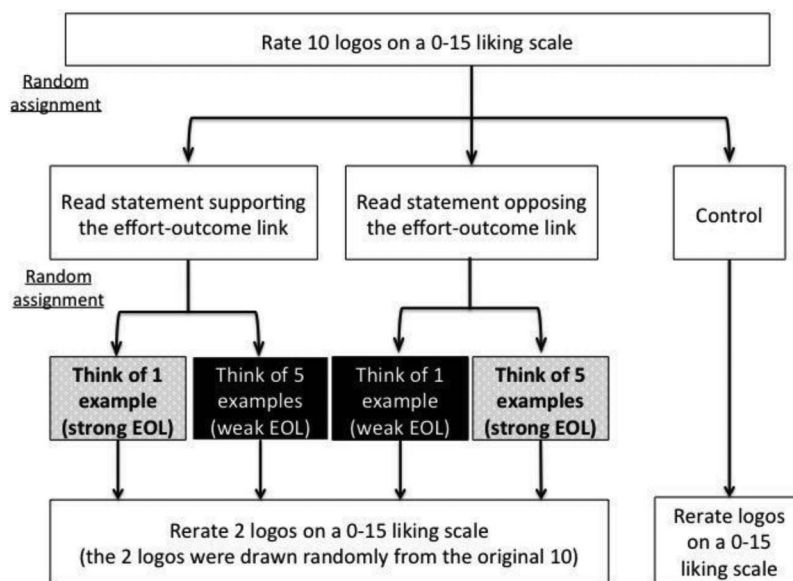 Rate 10 logos on a 0-15 liking scale
Random
assignment
Read statement supporting
the effort-outcome link
Read statement opposing
the effort-outcome link
Control
Random
assignment
Think of 1
example
(strong EOL)
Think of 5
examples
(weak EOL)
Think of 1
example
(weak EOL)
Think of 5
examples
(strong EOL)
Rerate 2 logos on a 0-15 liking scale
(the 2 logos were drawn randomly from the original 10)
Rerate logos
on a 0-15
liking scale